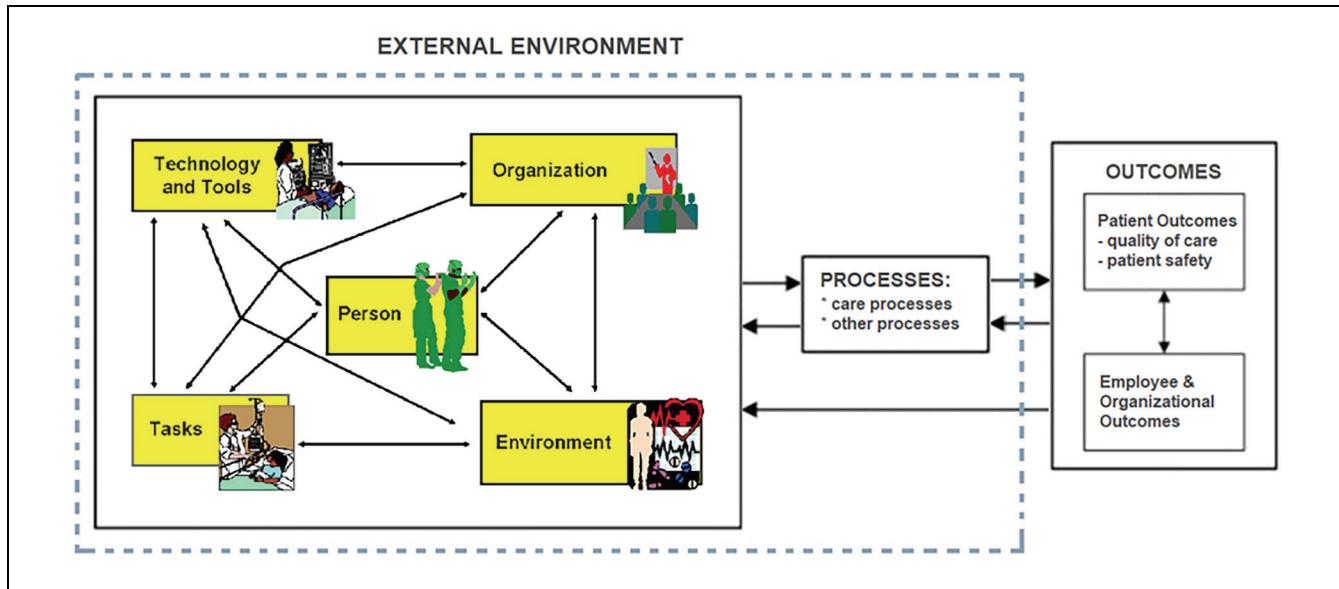 EXTERNAL ENVIRONMENT
Technology
and Tools
Organization
Person
Tasks
Environment
PROCESSES:
* care processes
* other processes
OUTCOMES
Patient Outcomes
- quality of care
- patient safety
Employee &
Organizational
Outcomes